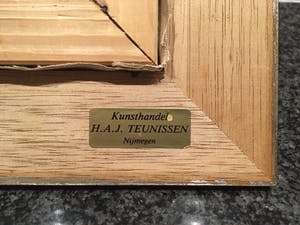 Kunsthandel
H.A.J. TEUNISSEN
Nijmegen